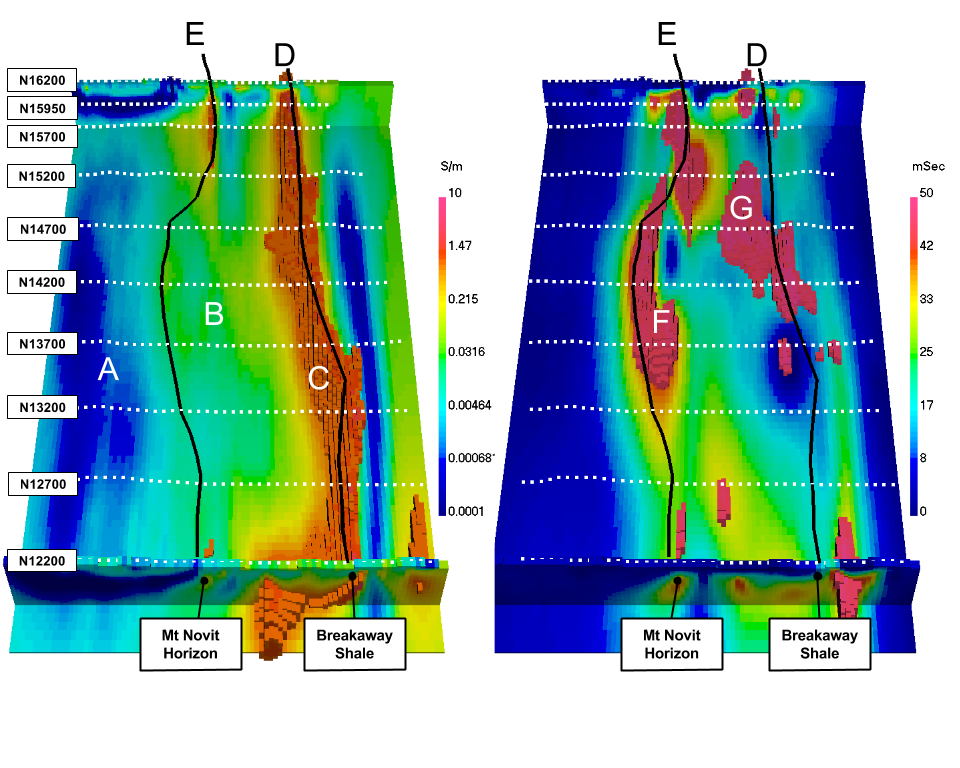 E
D
E
D
N16200
N15950
N15700
N15200
N14700
N14200
N13700
N13200
N12700
N12200
A
B
C
S/m
10
1.47
0.215
0.0316
0.00464
0.000681
0.0001
F
G
mSec
50
42
33
25
17
8
0
Mt Novit
Horizon
Breakaway
Shale
Mt Novit
Horizon
Breakaway
Shale